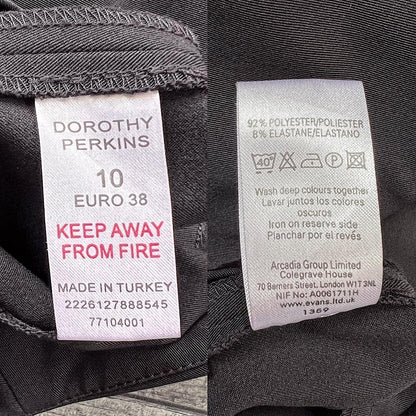 DOROTHY
PERKINS
10
EURO 38
KEEP AWAY
FROM FIRE
MADE IN TURKEY
2226127888545
77104001
92% POLYESTER/POLIESTER
8% ELASTANE/ELASTANO
40°
Wash deep colours together
Lavar juntos los colores
oscuros
Iron on reverse side
Planchar por el revés
Arcadia Group Limited
Colegrave House
70 Berners Street, London W1T 3NL
NIF No: A0061711H
www.evans.ltd.uk
1359